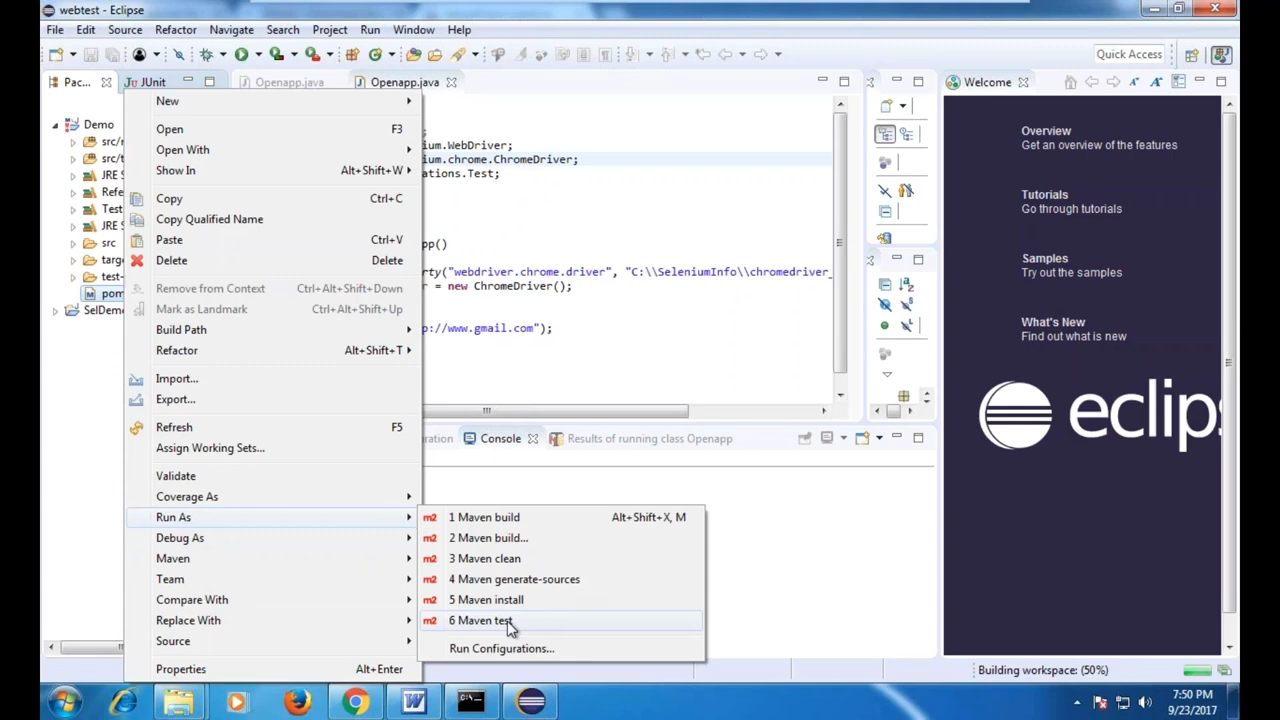 webtest - Eclipse
File Edit Source Refactor Navigate Search Project Run Window Help
Quick Access
Pac... JUnit Openapp.java Openapp.java
Welcome
New
Open F3
Open With
Show In Alt+Shift+W
Copy Ctrl+C
Copy Qualified Name
Paste Ctrl+V
Delete Delete
Remove from Context Ctrl+Alt+Shift+Down
Mark as Landmark Ctrl+Alt+Shift+Up
Build Path
Refactor Alt+Shift+T
Import...
Export...
Refresh F5
Assign Working Sets...
Validate
Coverage As
Run As
Debug As
Maven
Team
Compare With
Replace With
Source
Properties Alt+Enter
m2 1 Maven build Alt+Shift+X, M
m2 2 Maven build...
m2 3 Maven clean
m2 4 Maven generate-sources
m2 5 Maven install
m2 6 Maven test
Run Configurations...
Demo
src/
src/t
JRE S
Refe
Test
JRE S
src
targ
test-
pom
SelDem
ium.WebDriver;
ium.chrome.ChromeDriver;
ations.Test;
pp()
rty("webdriver.chrome.driver", "C:\\SeleniumInfo\\chromedriver_
r = new ChromeDriver();
p://www.gmail.com");
ration Console Results of running class Openapp
Overview
Get an overview of the features
Tutorials
Go through tutorials
Samples
Try out the samples
What's New
Find out what is new
eclips
Building workspace: (50%)
7:50 PM
9/23/2017